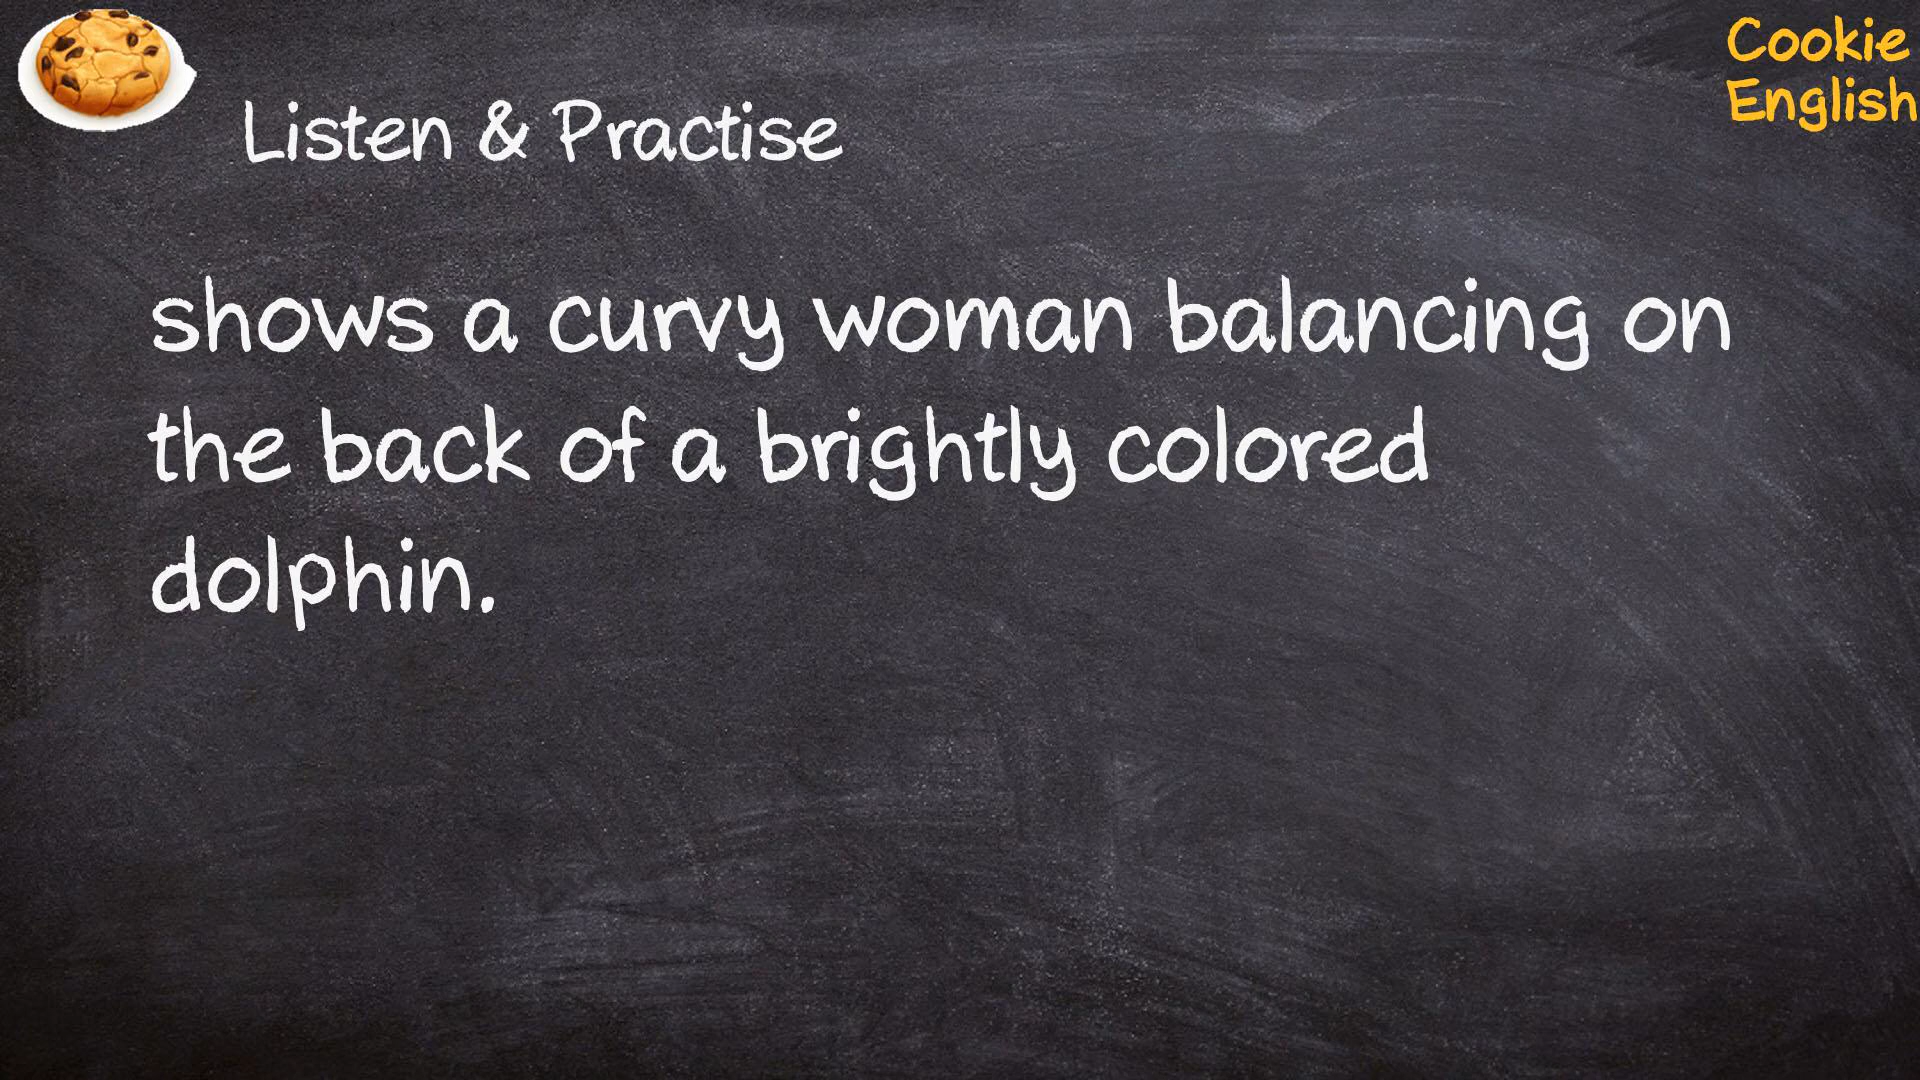 Cookie
English
Listen & Practise
shows a curvy woman balancing on
the back of a brightly colored
dolphin.